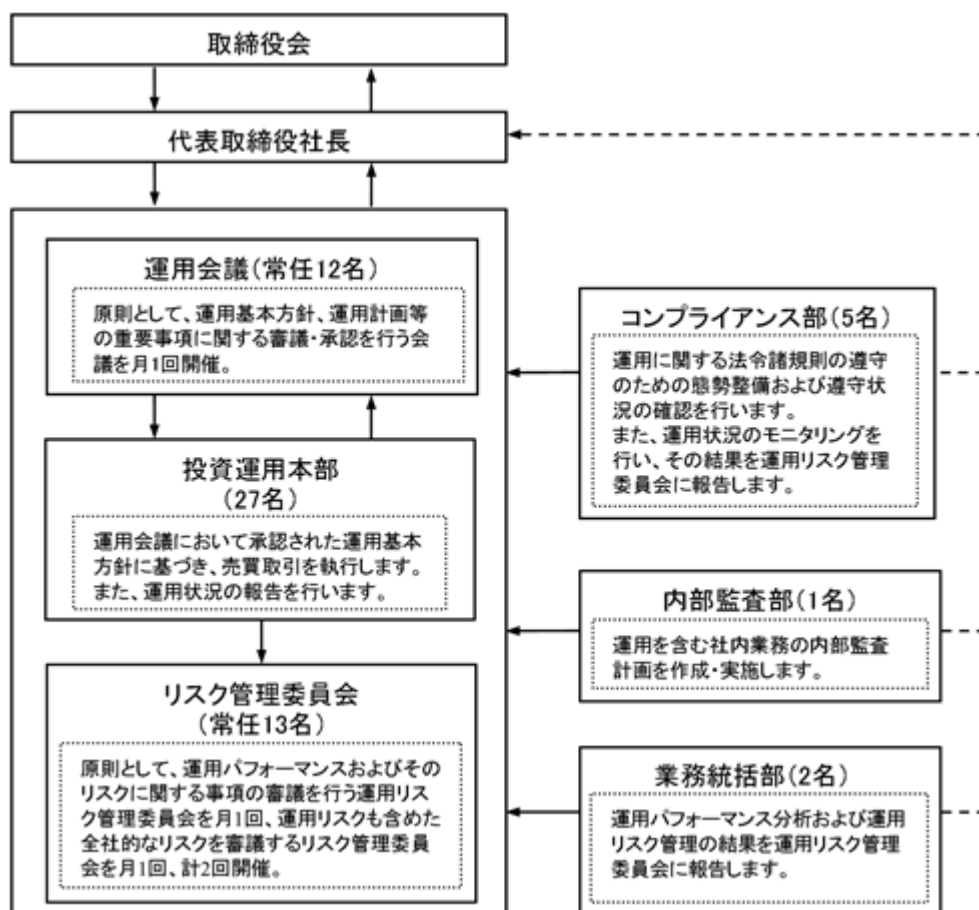 取締役会
代表取締役社長
運用会議(常任12名)
原則として、運用基本方針、運用計画等
の重要事項に関する審議・承認を行う会
議を月1回開催。
投資運用本部
(27名)
運用会議において承認された運用基本
方針に基づき、売買取引を執行します。
また、運用状況の報告を行います。
リスク管理委員会
(常任13名)
原則として、運用パフォーマンスおよびその
リスクに関する事項の審議を行う運用リス
ク管理委員会を月1回、運用リスクも含めた
全社的なリスクを審議するリスク管理委員
会を月1回、計2回開催。
コンプライアンス部(5名)
運用に関する法令諸規則の遵守
のための態勢整備および遵守状
況の確認を行います。
また、運用状況のモニタリングを
行い、その結果を運用リスク管理
委員会に報告します。
内部監査部(1名)
運用を含む社内業務の内部監査
計画を作成・実施します。
業務統括部(2名)
運用パフォーマンス分析および運用
リスク管理の結果を運用リスク管理
委員会に報告します。